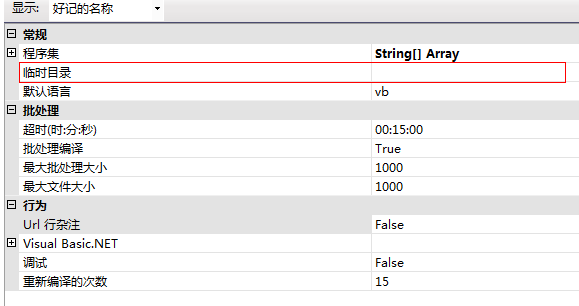 显示: 好记的名称
常规
程序集 String[] Array
临时目录
默认语言 vb
批处理
超时(时:分:秒) 00:15:00
批处理编译 True
最大批处理大小 1000
最大文件大小 1000
行为
Url 行杂注 False
Visual Basic.NET
调试 False
重新编译的次数 15